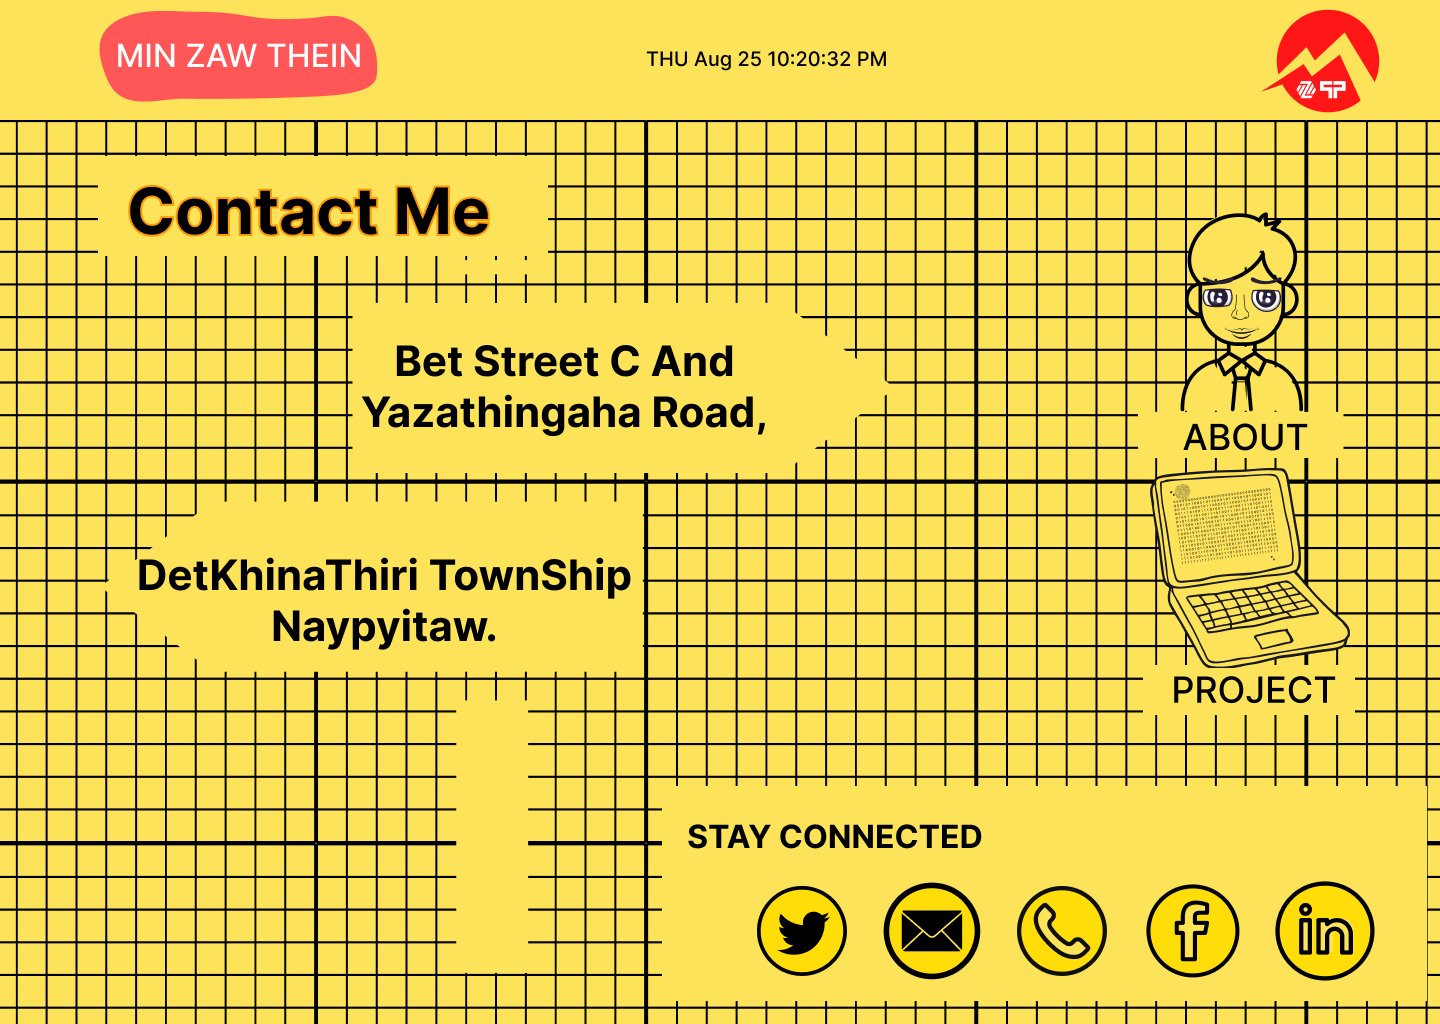 MIN ZAW THEIN
THU Aug 25 10:20:32 PM
Contact Me
Bet Street C And
Yazathingaha Road,
DetKhinaThiri TownShip
Naypyitaw.
ABOUT
PROJECT
STAY CONNECTED